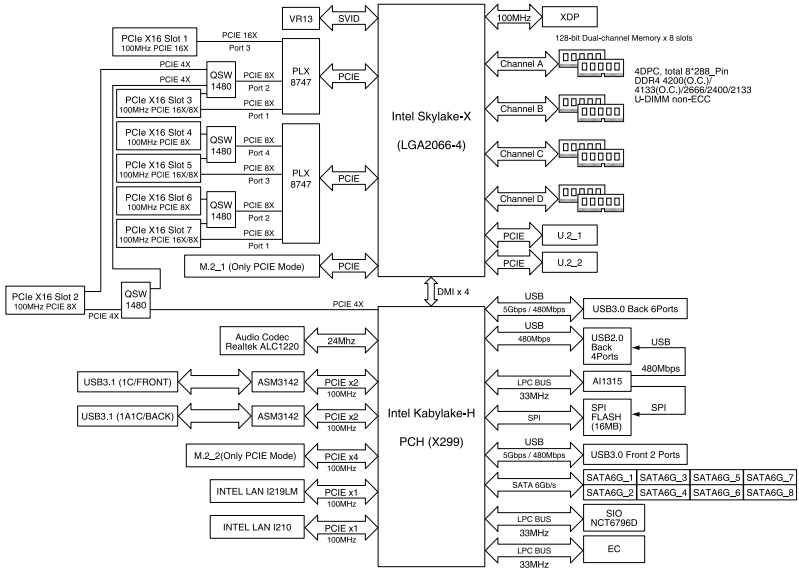 VR13
SVID
100MHz
XDP
128-bit Dual-channel Memory x 8 slots
PCIe X16 Slot 1
100MHz PCIE 16X
PCIE 16X
Port 3
PCIE 4X
PCIE 4X
QSW
1480
PCIE 8X
Port 2
PCIE 8X
Port 1
PLX
8747
PCIE
PCIe X16 Slot 3
100MHz PCIE 16X/8X
PCIe X16 Slot 4
100MHz PCIE 8X
QSW
1480
PCIE 8X
Port 4
PCIe X16 Slot 5
100MHz PCIE 16X/8X
PCIE 8X
Port 3
PLX
8747
PCIE
PCIe X16 Slot 6
100MHz PCIE 8X
QSW
1480
PCIE 8X
Port 2
PCIe X16 Slot 7
100MHz PCIE 16X/8X
PCIE 8X
Port 1
M.2_1 (Only PCIE Mode)
PCIE
Intel Skylake-X
(LGA2066-4)
Channel A
Channel B
Channel C
Channel D
4DPC, total 8*288_Pin
DDR4 4200(O.C.)/
4133(O.C.)/2666/2400/2133
U-DIMM non-ECC
PCIE
U.2_1
PCIE
U.2_2
DMI x 4
PCIe X16 Slot 2
100MHz PCIE 8X
PCIE 4X
QSW
1480
PCIE 4X
Audio Codec
Realtek ALC1220
24Mhz
USB3.1 (1C/FRONT)
ASM3142
PCIE x2
100MHz
USB3.1 (1A1C/BACK)
ASM3142
PCIE x2
100MHz
M.2_2(Only PCIE Mode)
PCIE x4
100MHz
INTEL LAN I219LM
PCIE x1
100MHz
INTEL LAN I210
PCIE x1
100MHz
Intel Kabylake-H
PCH (X299)
USB
5Gbps / 480Mbps
USB3.0 Back 6Ports
USB
480Mbps
USB2.0
Back
4Ports
USB
480Mbps
LPC BUS
33MHz
AI1315
SPI
SPI
FLASH
(16MB)
SPI
USB
5Gbps / 480Mbps
USB3.0 Front 2 Ports
SATA 6Gb/s
SATA6G_1 SATA6G_3 SATA6G_5 SATA6G_7
SATA6G_2 SATA6G_4 SATA6G_6 SATA6G_8
LPC BUS
33MHz
SIO
NCT6796D
LPC BUS
33MHz
EC